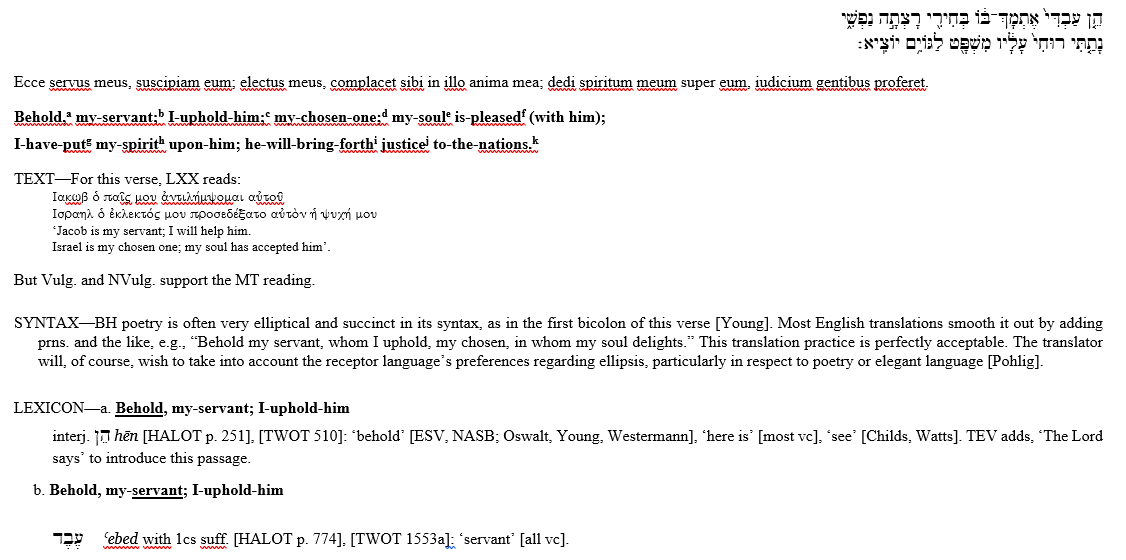 הֵ֤ן עַבְדִּי֙ אֶתְמָךְ־בּ֔וֹ בְּחִירִ֖י רָצְתָ֣ה נַפְשִׁ֑י
נָתַ֤תִּי רוּחִי֙ עָלָ֔יו מִשְׁפָּ֖ט לַגּוֹיִ֥ם יוֹצִֽיא׃
Ecce servus meus, suscipiam eum; electus meus, complacet sibi in illo anima mea; dedi spiritum meum super eum, iudicium gentibus proferet.
Behold,ᵃ my-servant;ᵇ I-uphold-him;ᶜ my-chosen-one;ᵈ my-soulᵉ is-pleasedᶠ (with him);
I-have-putᵍ my-spiritʰ upon-him; he-will-bring-forthⁱ justiceʲ to-the-nations.ᵏ
TEXT—For this verse, LXX reads:
Ιακωβ ὁ παῖς μου ἀντιλήμψομαι αὐτοῦ
Ισραηλ ὁ ἐκλεκτός μου προσεδέξατο αὐτὸν ἡ ψυχή μου
‘Jacob is my servant; I will help him.
Israel is my chosen one; my soul has accepted him’.
But Vulg. and NVulg. support the MT reading.
SYNTAX—BH poetry is often very elliptical and succinct in its syntax, as in the first bicolon of this verse [Young]. Most English translations smooth it out by adding
prns. and the like, e.g., “Behold my servant, whom I uphold, my chosen, in whom my soul delights.” This translation practice is perfectly acceptable. The translator
will, of course, wish to take into account the receptor language’s preferences regarding ellipsis, particularly in respect to poetry or elegant language [Pohlig].
LEXICON—a. Behold, my-servant; I-uphold-him
interj. הֵן hēn [HALOT p. 251], [TWOT 510]: ‘behold’ [ESV, NASB; Oswalt, Young, Westermann], ‘here is’ [most vc], ‘see’ [Childs, Watts]. TEV adds, ‘The Lord
says’ to introduce this passage.
b. Behold, my-servant; I-uphold-him
עֶבֶד ʿebed with 1cs suff. [HALOT p. 774], [TWOT 1553a]: ‘servant’ [all vc].